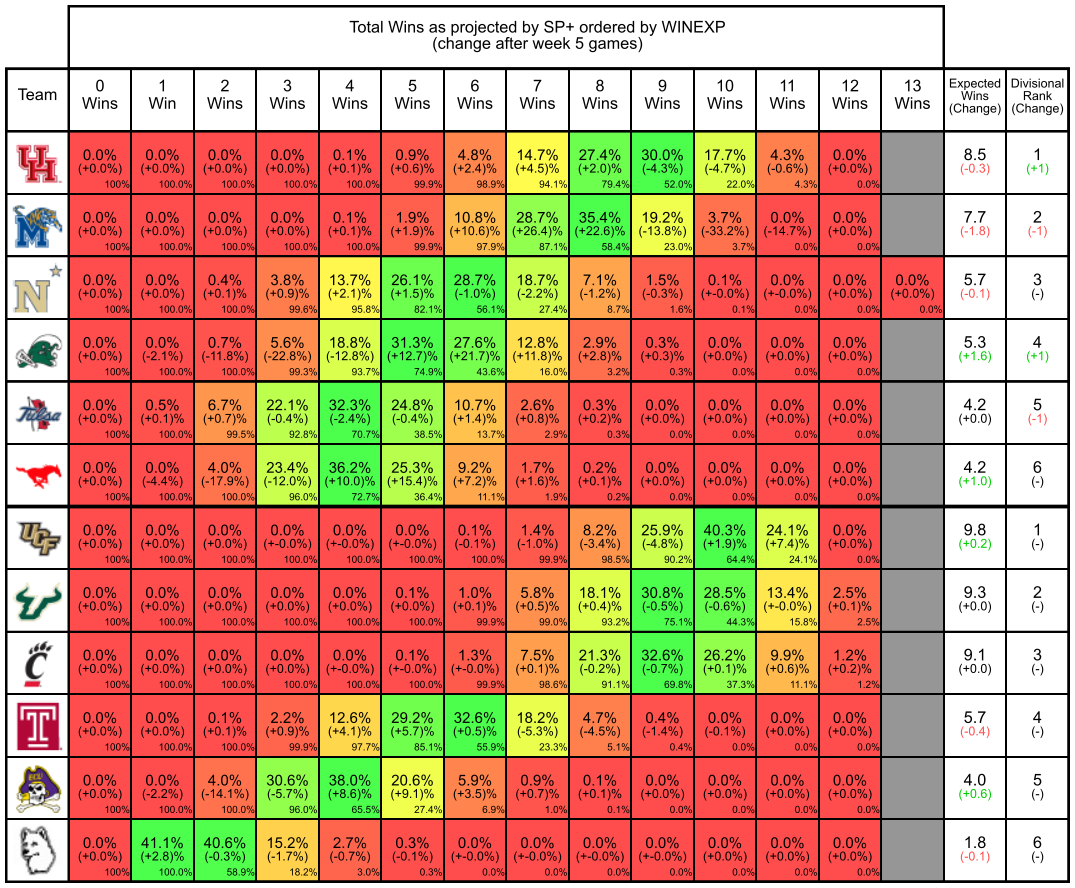 Total Wins as projected by SP+ ordered by WINEXP
(change after week 5 games)
Team 0 Wins 1 Win 2 Wins 3 Wins 4 Wins 5 Wins 6 Wins 7 Wins 8 Wins 9 Wins 10 Wins 11 Wins 12 Wins 13 Wins Expected Wins (Change) Divisional Rank (Change)
UH 0.0% 0.0% 0.0% 0.0% 0.1% 0.9% 4.8% 14.7% 27.4% 30.0% 17.7% 4.3% 0.0% 8.5 1
(+0.0%) (+0.0%) (+0.0%) (+0.0%) (+0.1)% (+0.6)% (+2.4)% (+4.5)% (+2.0)% (-4.3%) (-4.7%) (-0.6%) (+0.0%) (-0.3) (+1)
100% 100.0% 100.0% 100.0% 100.0% 99.9% 98.9% 94.1% 79.4% 52.0% 22.0% 4.3% 0.0%
M 0.0% 0.0% 0.0% 0.0% 0.1% 1.9% 10.8% 28.7% 35.4% 19.2% 3.7% 0.0% 0.0% 7.7 2
(+0.0%) (+0.0%) (+0.0%) (+0.0%) (+0.1)% (+1.9)% (+10.6)% (+26.4)% (+22.6)% (-13.8%) (-33.2%) (-14.7%) (+0.0%) (-1.8) (-1)
100% 100.0% 100.0% 100.0% 100.0% 99.9% 97.9% 87.1% 58.4% 23.0% 3.7% 0.0% 0.0%
N 0.0% 0.0% 0.4% 3.8% 13.7% 26.1% 28.7% 18.7% 7.1% 1.5% 0.1% 0.0% 0.0% 0.0% 5.7 3
(+0.0%) (+0.0%) (+0.1)% (+0.9)% (+2.1)% (+1.5)% (-1.0%) (-2.2%) (-1.2%) (-0.3%) (+-0.0%) (+-0.0%) (+0.0%) (+0.0%) (-0.1) (-)
100% 100.0% 100.0% 99.6% 95.8% 82.1% 56.1% 27.4% 8.7% 1.6% 0.1% 0.0% 0.0% 0.0%
0.0% 0.0% 0.7% 5.6% 18.8% 31.3% 27.6% 12.8% 2.9% 0.3% 0.0% 0.0% 0.0% 5.3 4
(+0.0%) (-2.1%) (-11.8%) (-22.8%) (-12.8%) (+12.7)% (+21.7)% (+11.8)% (+2.8)% (+0.3)% (+0.0%) (+0.0%) (+0.0%) (+1.6) (+1)
100% 100.0% 100.0% 99.3% 93.7% 74.9% 43.6% 16.0% 3.2% 0.3% 0.0% 0.0% 0.0%
Tulsa 0.0% 0.5% 6.7% 22.1% 32.3% 24.8% 10.7% 2.6% 0.3% 0.0% 0.0% 0.0% 0.0% 4.2 5
(+0.0%) (+0.1)% (+0.7)% (-0.4%) (-2.4%) (-0.4%) (+1.4)% (+0.8)% (+0.2)% (+0.0%) (+0.0%) (+0.0%) (+0.0%) (+0.0) (-1)
100% 100.0% 99.5% 92.8% 70.7% 38.5% 13.7% 2.9% 0.3% 0.0% 0.0% 0.0% 0.0%
0.0% 0.0% 4.0% 23.4% 36.2% 25.3% 9.2% 1.7% 0.2% 0.0% 0.0% 0.0% 0.0% 4.2 6
(+0.0%) (-4.4%) (-17.9%) (-12.0%) (+10.0)% (+15.4)% (+7.2)% (+1.6)% (+0.1)% (+0.0%) (+0.0%) (+0.0%) (+0.0%) (+1.0) (-)
100% 100.0% 100.0% 96.0% 72.7% 36.4% 11.1% 1.9% 0.2% 0.0% 0.0% 0.0% 0.0%
UCF 0.0% 0.0% 0.0% 0.0% 0.0% 0.0% 0.1% 1.4% 8.2% 25.9% 40.3% 24.1% 0.0% 9.8 1
(+0.0%) (+0.0%) (+0.0%) (+-0.0%) (+-0.0%) (+-0.0%) (-0.1%) (-1.0%) (-3.4%) (-4.8%) (+1.9)% (+7.4)% (+0.0%) (+0.2) (-)
100% 100.0% 100.0% 100.0% 100.0% 100.0% 100.0% 99.9% 98.5% 90.2% 64.4% 24.1% 0.0%
0.0% 0.0% 0.0% 0.0% 0.0% 0.1% 1.0% 5.8% 18.1% 30.8% 28.5% 13.4% 2.5% 9.3 2
(+0.0%) (+0.0%) (+0.0%) (+0.0%) (+0.0%) (+0.0%) (+0.1)% (+0.5)% (+0.4)% (-0.5%) (-0.6%) (+-0.0%) (+0.1)% (+0.0) (-)
100% 100.0% 100.0% 100.0% 100.0% 100.0% 99.9% 99.0% 93.2% 75.1% 44.3% 15.8% 2.5%
C 0.0% 0.0% 0.0% 0.0% 0.0% 0.1% 1.3% 7.5% 21.3% 32.6% 26.2% 9.9% 1.2% 9.1 3
(+0.0%) (+0.0%) (+0.0%) (+0.0%) (+-0.0%) (+-0.0%) (+-0.0%) (+0.1)% (-0.2%) (-0.7%) (+0.1)% (+0.6)% (+0.2)% (+0.0) (-)
100% 100.0% 100.0% 100.0% 100.0% 100.0% 99.9% 98.6% 91.1% 69.8% 37.3% 11.1% 1.2%
T 0.0% 0.0% 0.1% 2.2% 12.6% 29.2% 32.6% 18.2% 4.7% 0.4% 0.0% 0.0% 0.0% 5.7 4
(+0.0%) (+0.0%) (+0.1)% (+0.9)% (+4.1)% (+5.7)% (+0.5)% (-5.3%) (-4.5%) (-1.4%) (-0.1%) (+0.0%) (+0.0%) (-0.4) (-)
100% 100.0% 100.0% 99.9% 97.7% 85.1% 55.9% 23.3% 5.1% 0.4% 0.0% 0.0% 0.0%
ECU 0.0% 0.0% 4.0% 30.6% 38.0% 20.6% 5.9% 0.9% 0.1% 0.0% 0.0% 0.0% 0.0% 4.0 5
(+0.0%) (-2.2%) (-14.1%) (-5.7%) (+8.6)% (+9.1)% (+3.5)% (+0.7)% (+0.1)% (+0.0%) (+0.0%) (+0.0%) (+0.0%) (+0.6) (-)
100% 100.0% 100.0% 96.0% 65.5% 27.4% 6.9% 1.0% 0.1% 0.0% 0.0% 0.0% 0.0%
0.0% 41.1% 40.6% 15.2% 2.7% 0.3% 0.0% 0.0% 0.0% 0.0% 0.0% 0.0% 0.0% 1.8 6
(+0.0%) (+2.8)% (-0.3%) (-1.7%) (-0.7%) (-0.1%) (+-0.0%) (+-0.0%) (+-0.0%) (+-0.0%) (+0.0%) (+0.0%) (+0.0%) (-0.1) (-)
100% 100.0% 58.9% 18.2% 3.0% 0.3% 0.0% 0.0% 0.0% 0.0% 0.0% 0.0% 0.0%